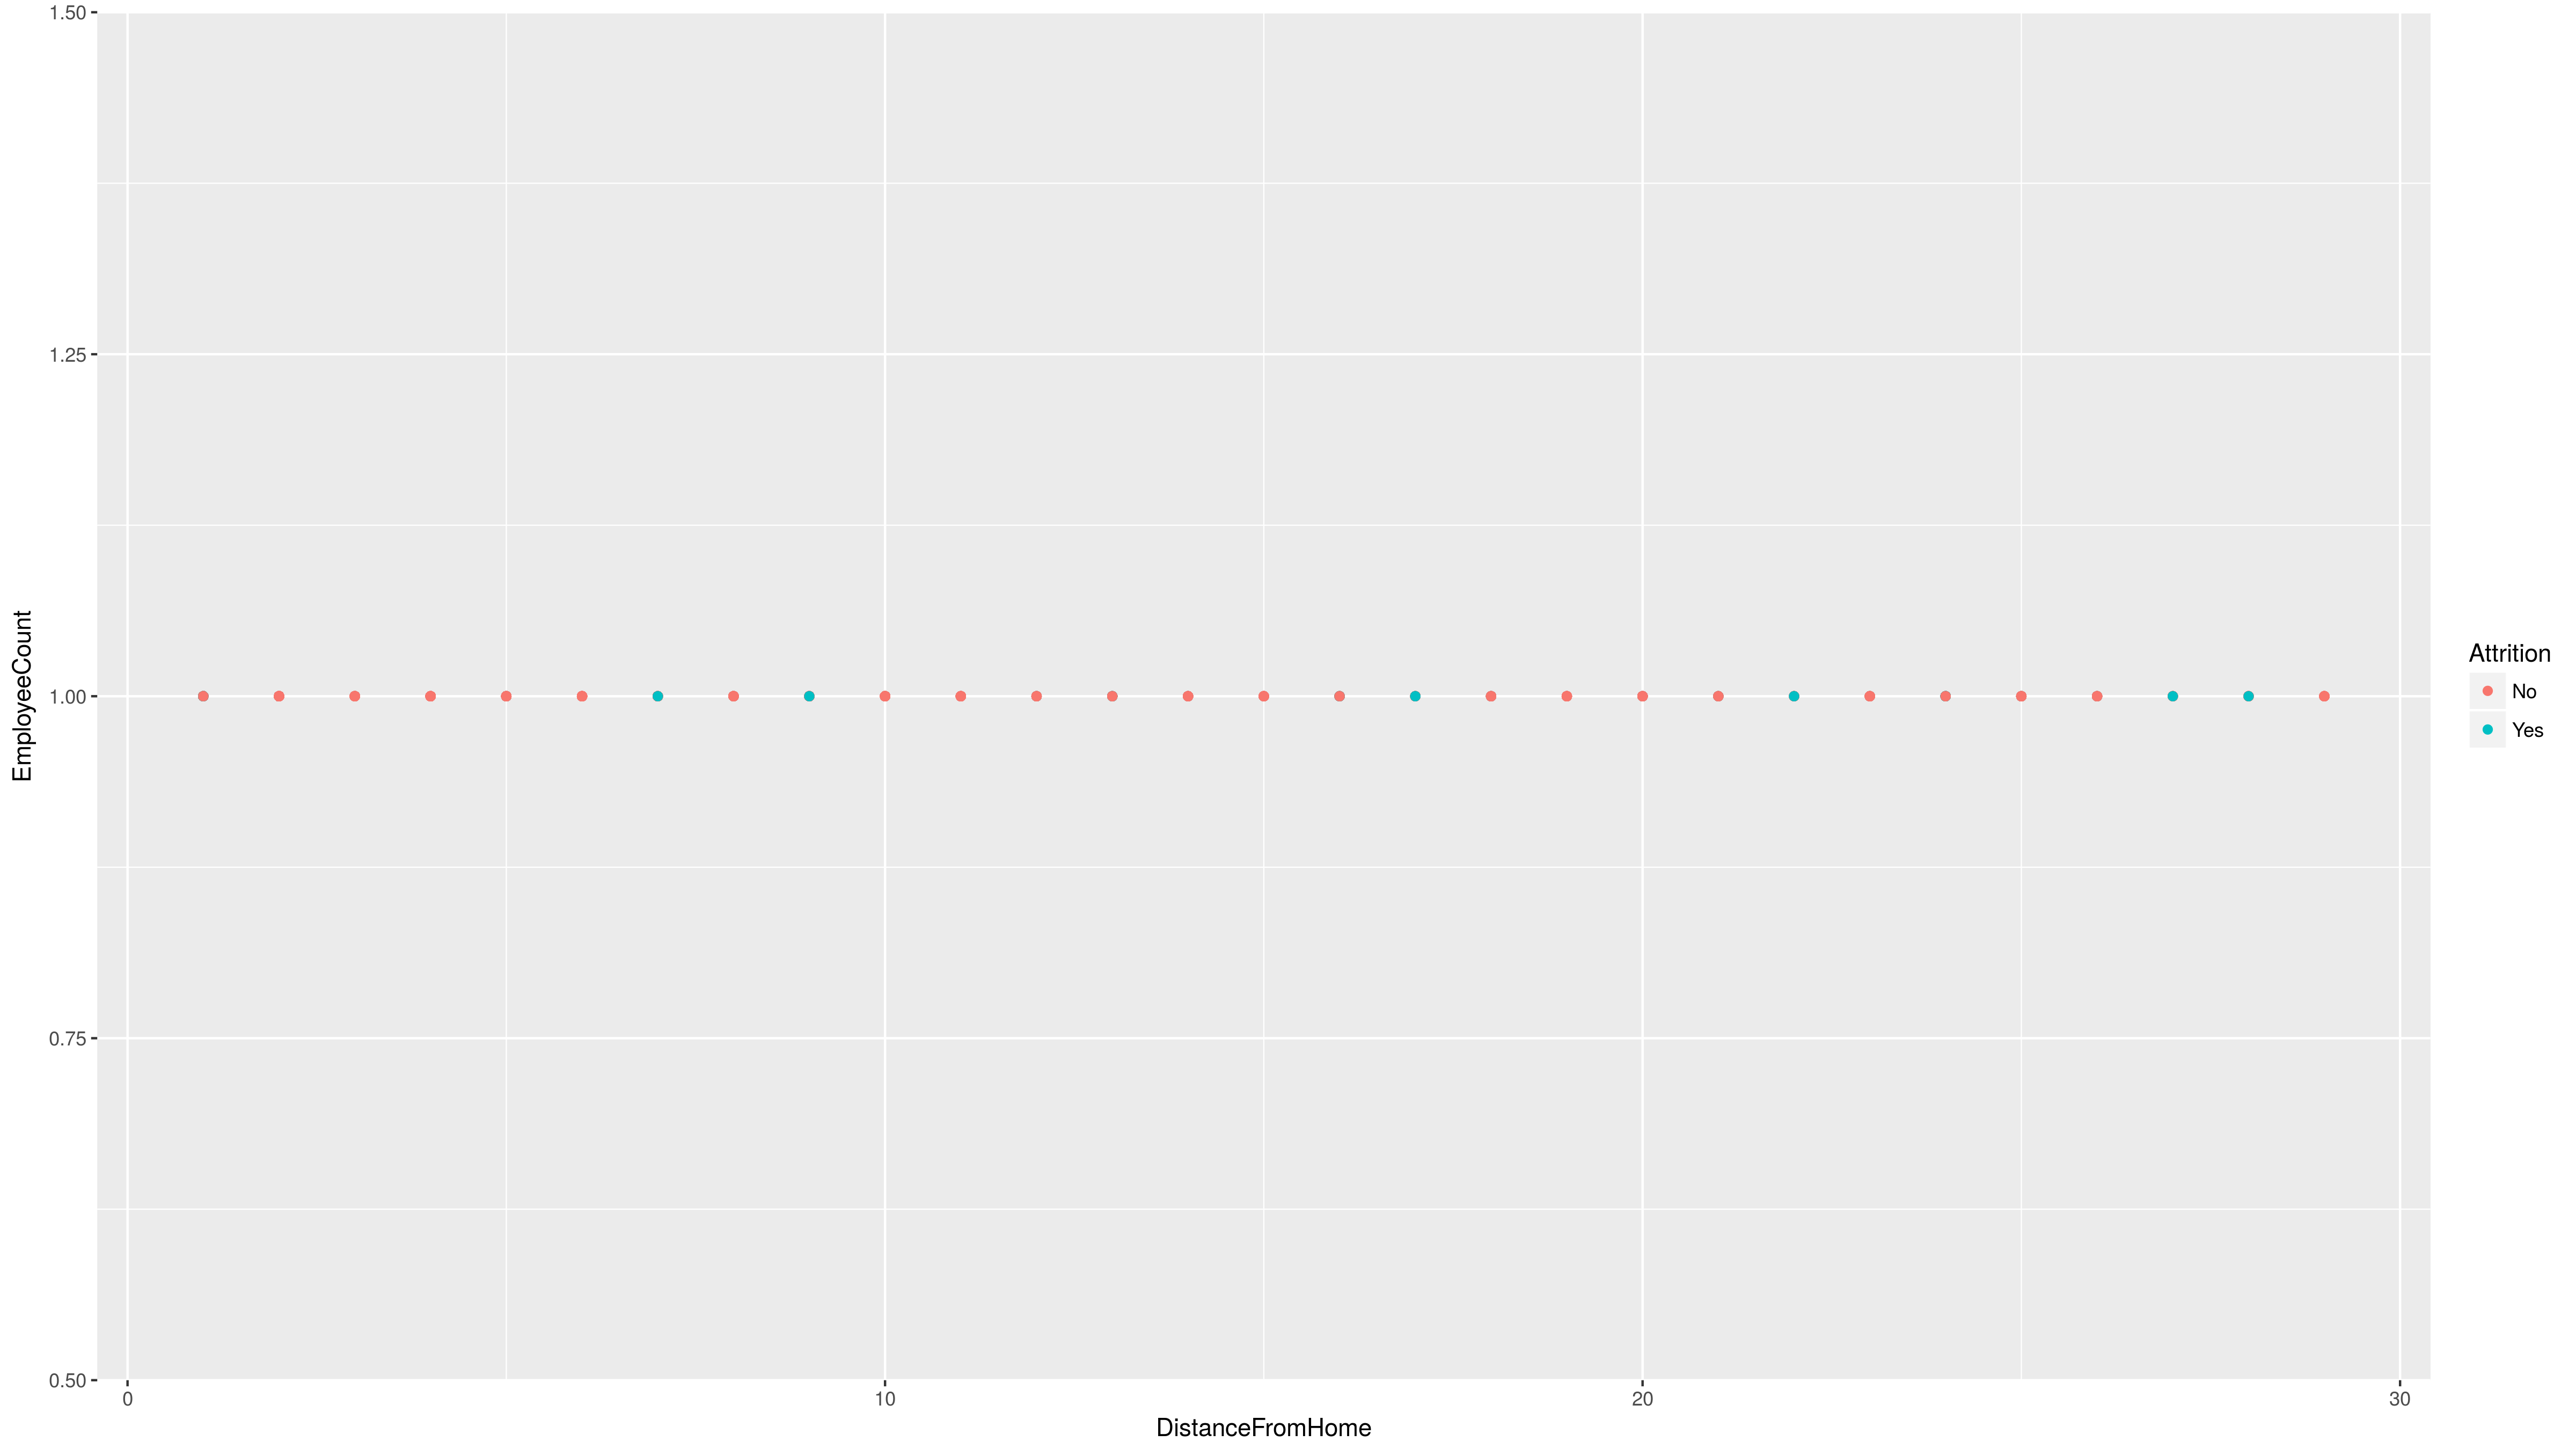 1.50
1.25
1.00
0.75
0.50
EmployeeCount
0
10
20
30
DistanceFromHome
Attrition
No
Yes